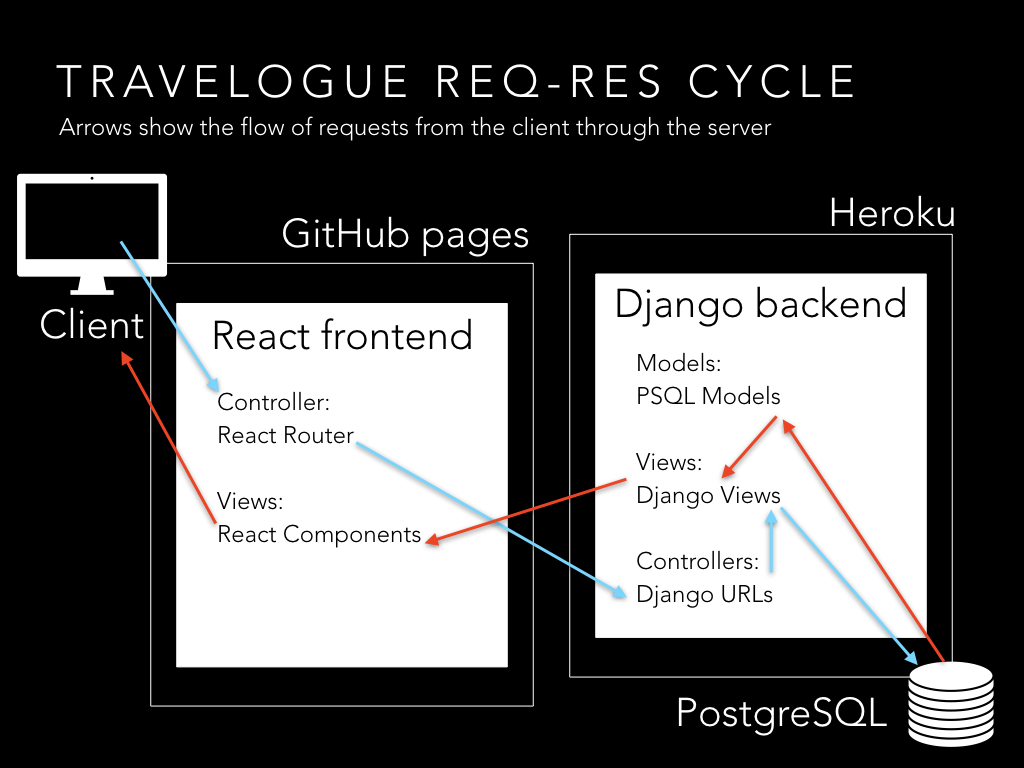 TRAVELOGUE REQ-RES CYCLE
Arrows show the flow of requests from the client through the server
Client
GitHub pages
React frontend
Controller:
React Router
Views:
React Components
Heroku
Django backend
Models:
PSQL Models
Views:
Django Views
Controllers:
Django URLs
PostgreSQL